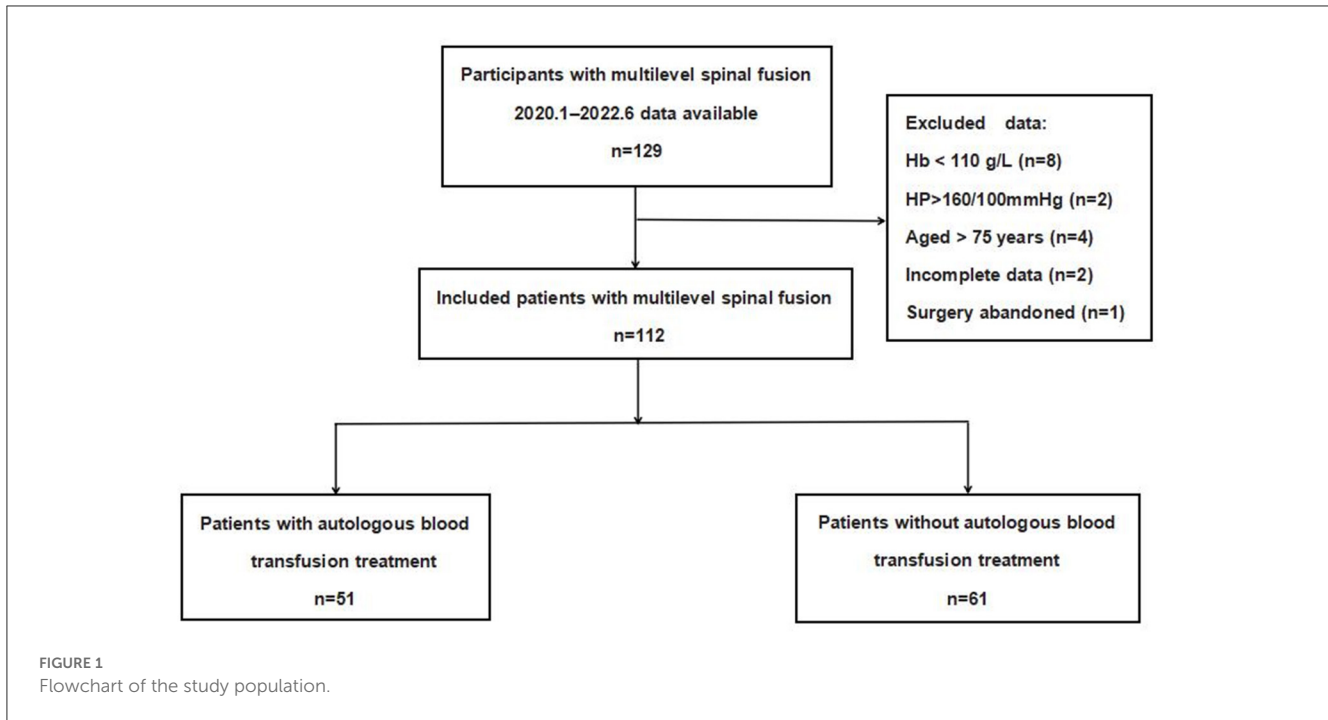 Participants with multilevel spinal fusion
2020.1–2022.6 data available
n=129
Excluded data:
Hb < 110 g/L (n=8)
HP>160/100mmHg (n=2)
Aged > 75 years (n=4)
Incomplete data (n=2)
Surgery abandoned (n=1)
Included patients with multilevel spinal fusion
n=112
Patients with autologous blood
transfusion treatment
n=51
Patients without autologous blood
transfusion treatment
n=61
FIGURE 1
Flowchart of the study population.